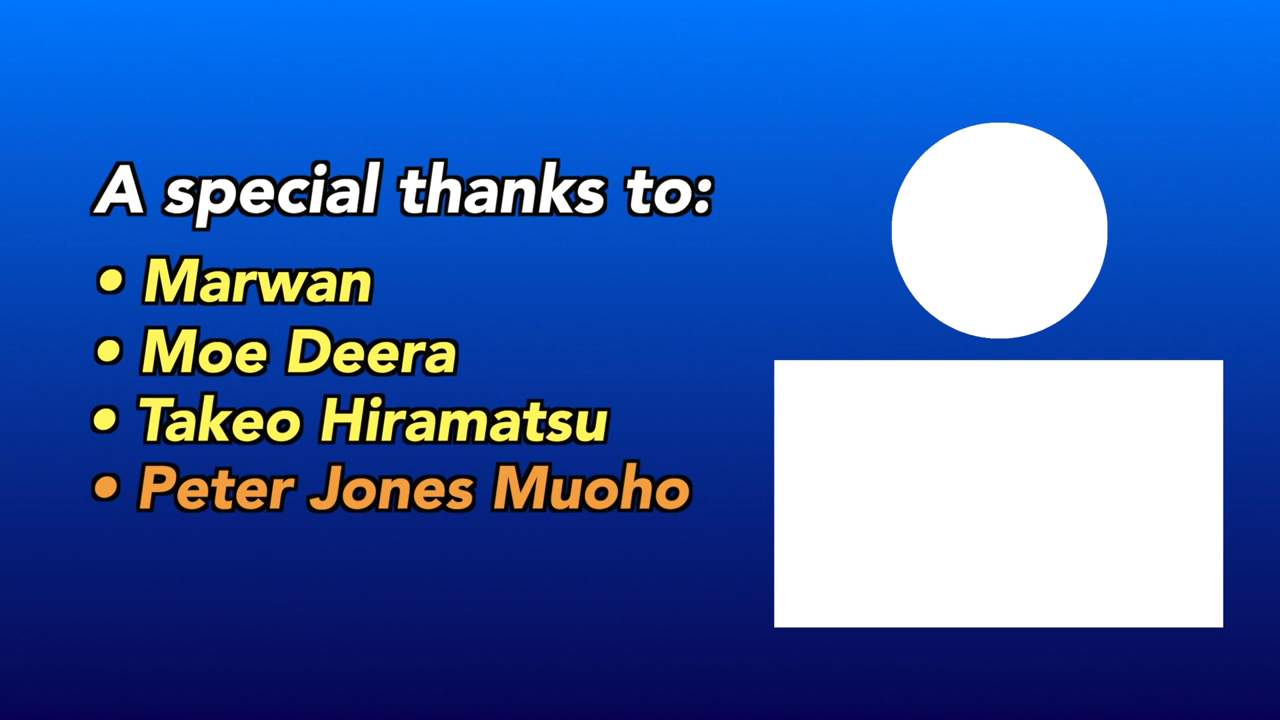 A special thanks to:
• Marwan
• Moe Deera
• Takeo Hiramatsu
• Peter Jones Muoho